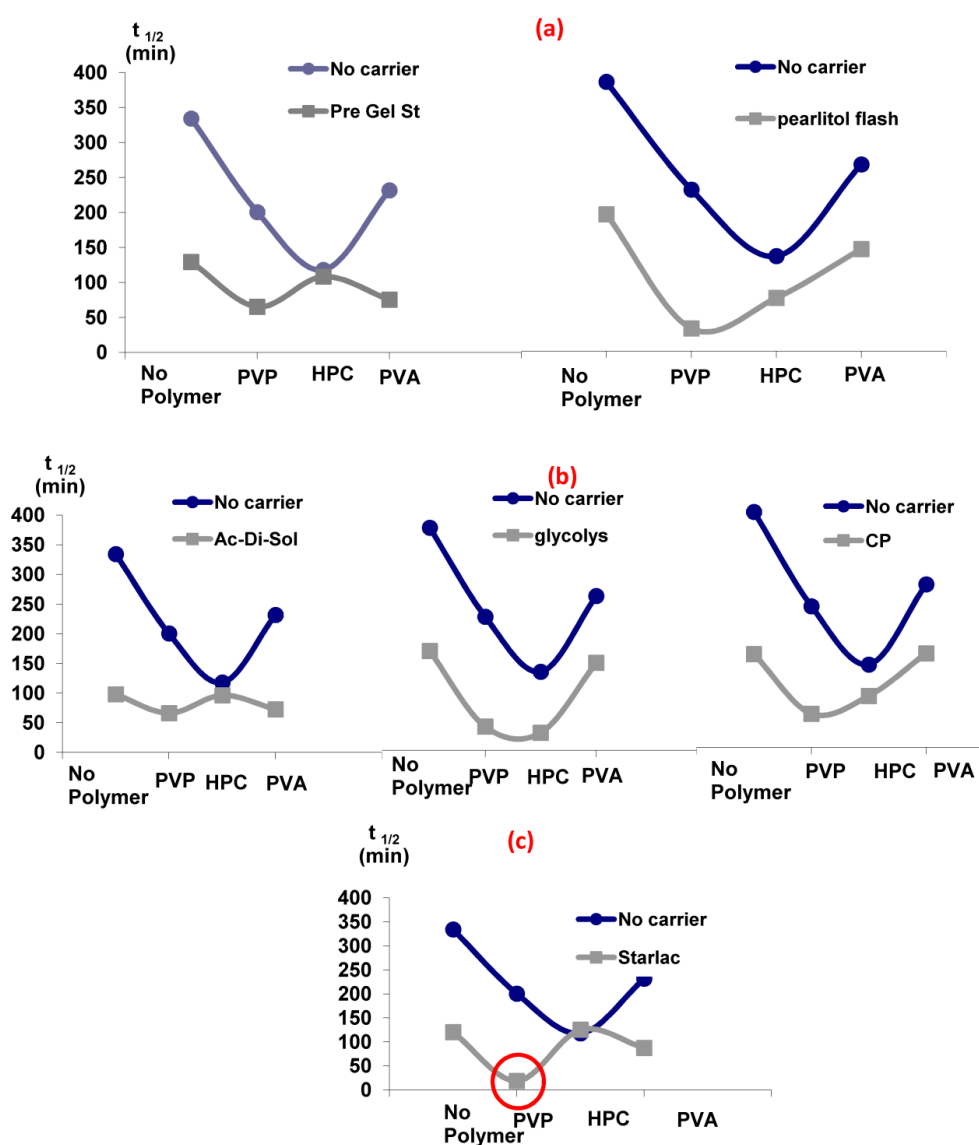 t 1/2
(min)
(a)
No carrier
Pre Gel St
400
350
300
250
200
150
100
50
0
No
Polymer
PVP
HPC
PVA
No carrier
pearlitol flash
No
Polymer
PVP
HPC
PVA
t 1/2
(min)
(b)
No carrier
Ac-Di-Sol
400
350
300
250
200
150
100
50
0
No
Polymer
PVP
HPC
PVA
No carrier
glycolys
No
Polymer
PVP
HPC
PVA
No carrier
CP
No
Polymer
PVP
HPC
PVA
t 1/2
(min)
(c)
No carrier
Starlac
400
350
300
250
200
150
100
50
0
No
Polymer
PVP
HPC
PVA